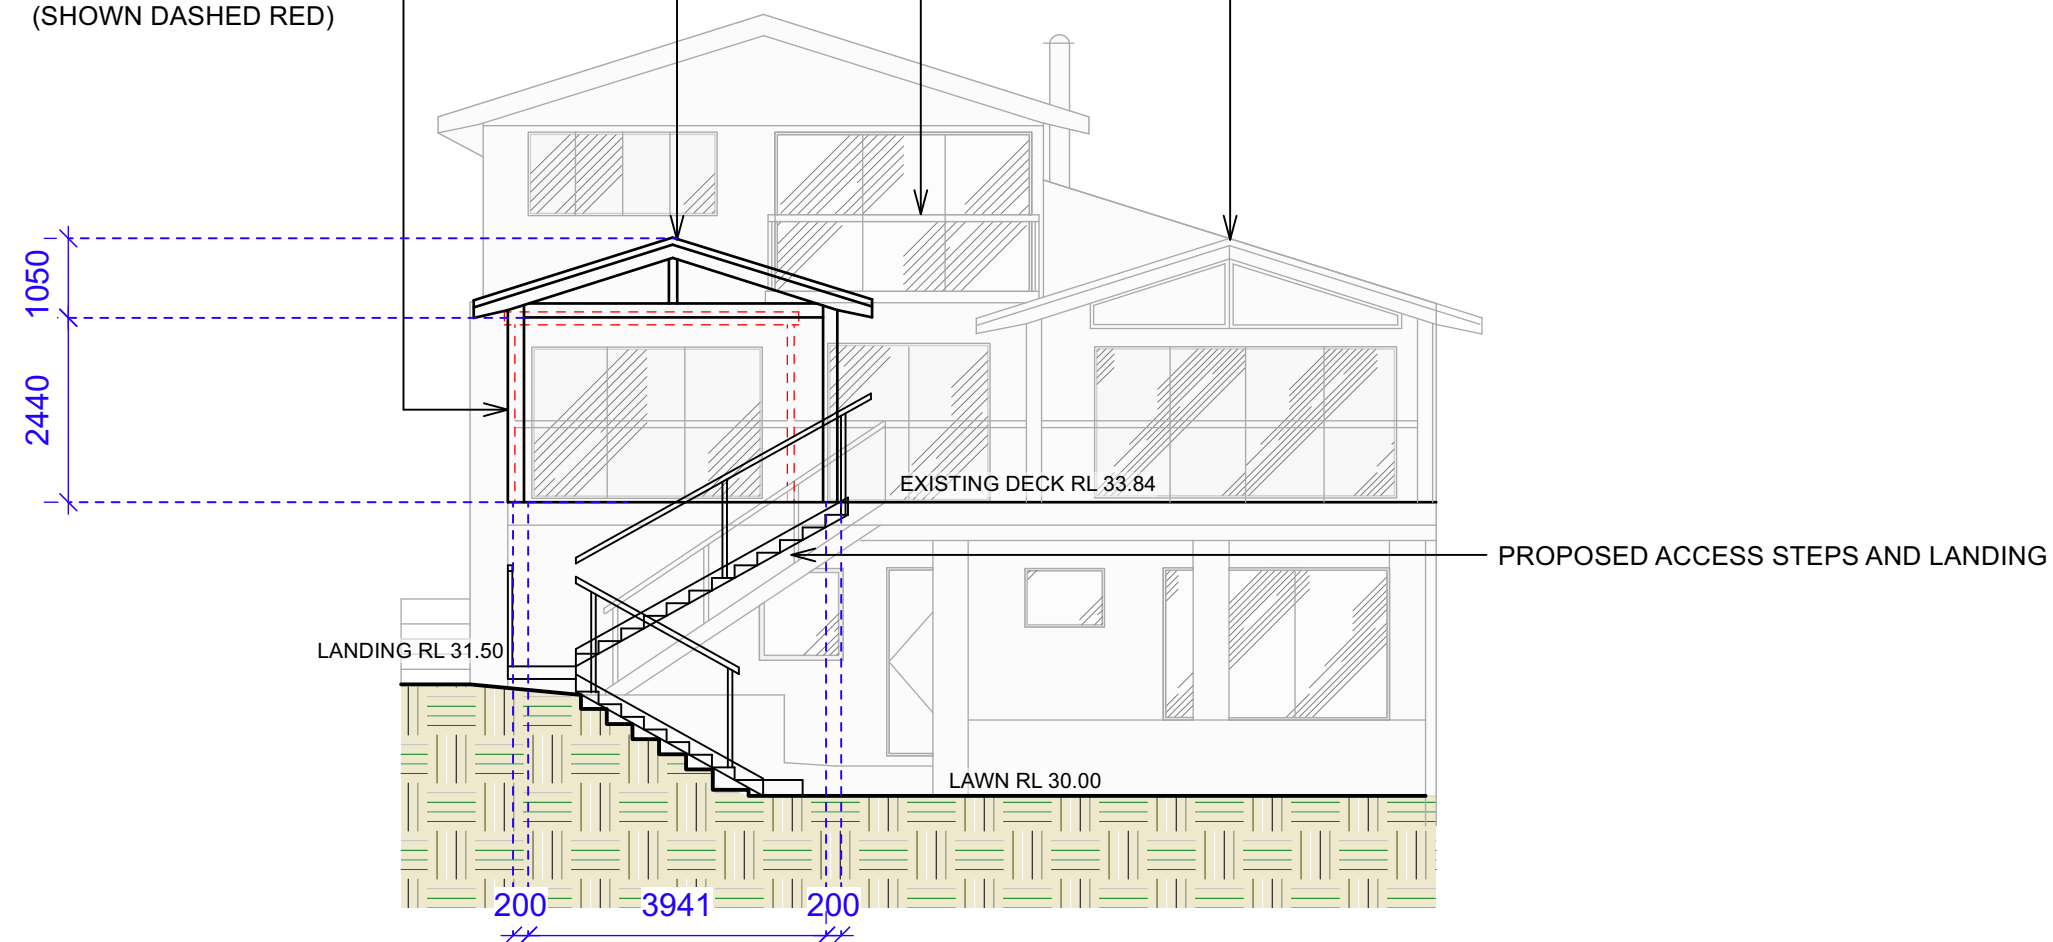 (SHOWN DASHED RED)
1050
2440
EXISTING DECK RL 33.84
PROPOSED ACCESS STEPS AND LANDING
LANDING RL 31.50
LAWN RL 30.00
200
3941
200